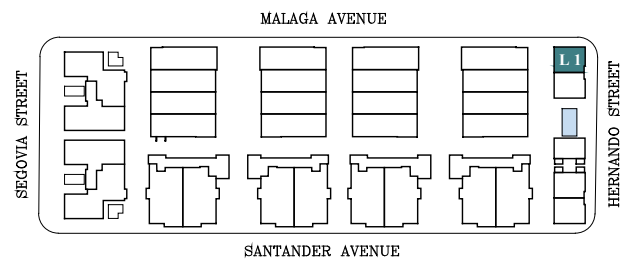 MALAGA AVENUE
SEGOVIA STREET
L 1
HERNANDO STREET
SANTANDER AVENUE